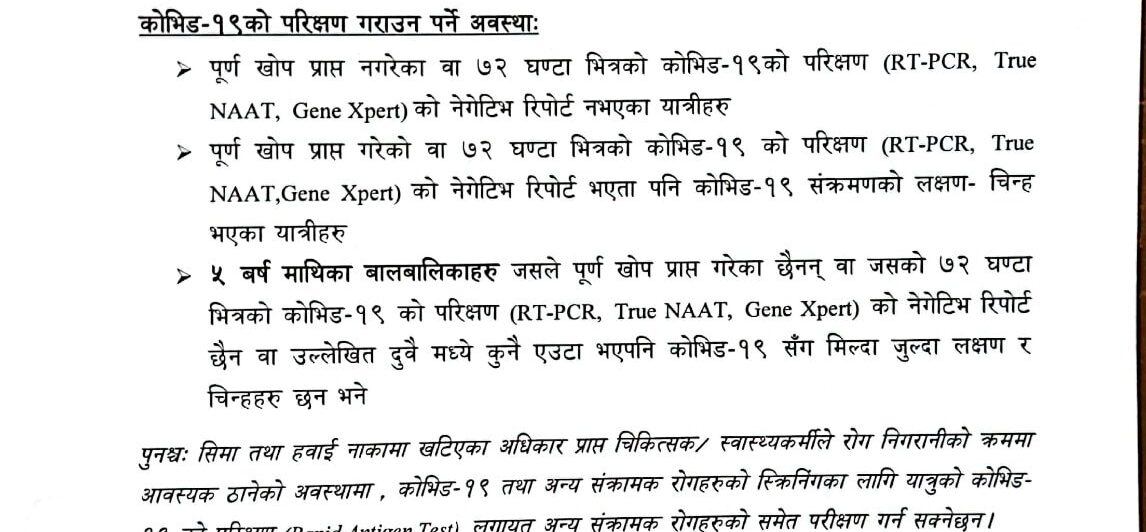 कोभिड-१९को परिक्षण गराउन पर्ने अवस्थाः
➢ पूर्ण खोप प्राप्त नगरेका वा ७२ घण्टा भित्रको कोभिड-१९को परिक्षण (RT-PCR, True
NAAT, Gene Xpert) को नेगेटिभ रिपोर्ट नभएका यात्रीहरु
➢ पूर्ण खोप प्राप्त गरेको वा ७२ घण्टा भित्रको कोभिड-१९ को परिक्षण (RT-PCR, True
NAAT,Gene Xpert) को नेगेटिभ रिपोर्ट भएता पनि कोभिड-१९ संक्रमणको लक्षण- चिन्ह
भएका यात्रीहरु
➢ ५ बर्ष माथिका बालबालिकाहरु जसले पूर्ण खोप प्राप्त गरेका छैनन् वा जसको ७२ घण्टा
भित्रको कोभिड-१९ को परिक्षण (RT-PCR, True NAAT, Gene Xpert) को नेगेटिभ रिपोर्ट
छैन वा उल्लेखित दुवै मध्ये कुनै एउटा भएपनि कोभिड-१९ सँग मिल्दा जुल्दा लक्षण र
चिन्हहरु छन भने
पुनश्चः सिमा तथा हवाई नाकामा खटिएका अधिकार प्राप्त चिकित्सक/ स्वास्थ्यकर्मीले रोग निगरानीको क्रममा
आवस्यक ठानेको अवस्थामा , कोभिड-१९ तथा अन्य संक्रामक रोगहरुको स्क्रिनिंगका लागि यात्रुको कोभिड-
१९ को परिक्षण (Rapid Antigen Test) लगायत अन्य संक्रामक रोगहरुको समेत परीक्षण गर्न सक्नेछन।